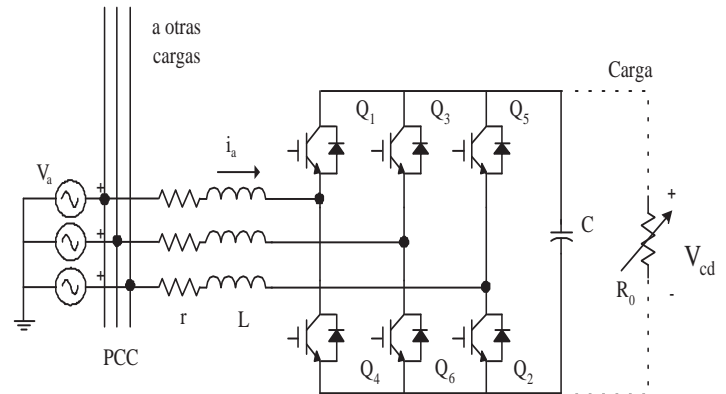 a otras
cargas
Carga
Q1
Q3
Q5
ia
Va
+
+
+
+
C
Vcd
R0
-
r
L
PCC
Q4
Q6
Q2